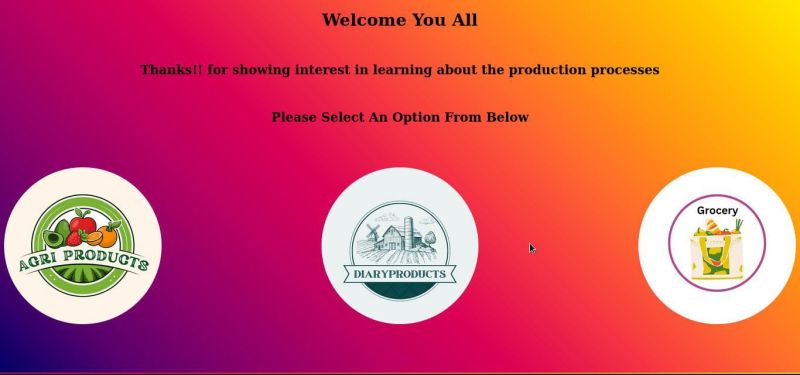 Welcome You All
Thanks!! for showing interest in learning about the production processes
Please Select An Option From Below
AGRI PRODUCTS
DIARYPRODUCTS
Grocery